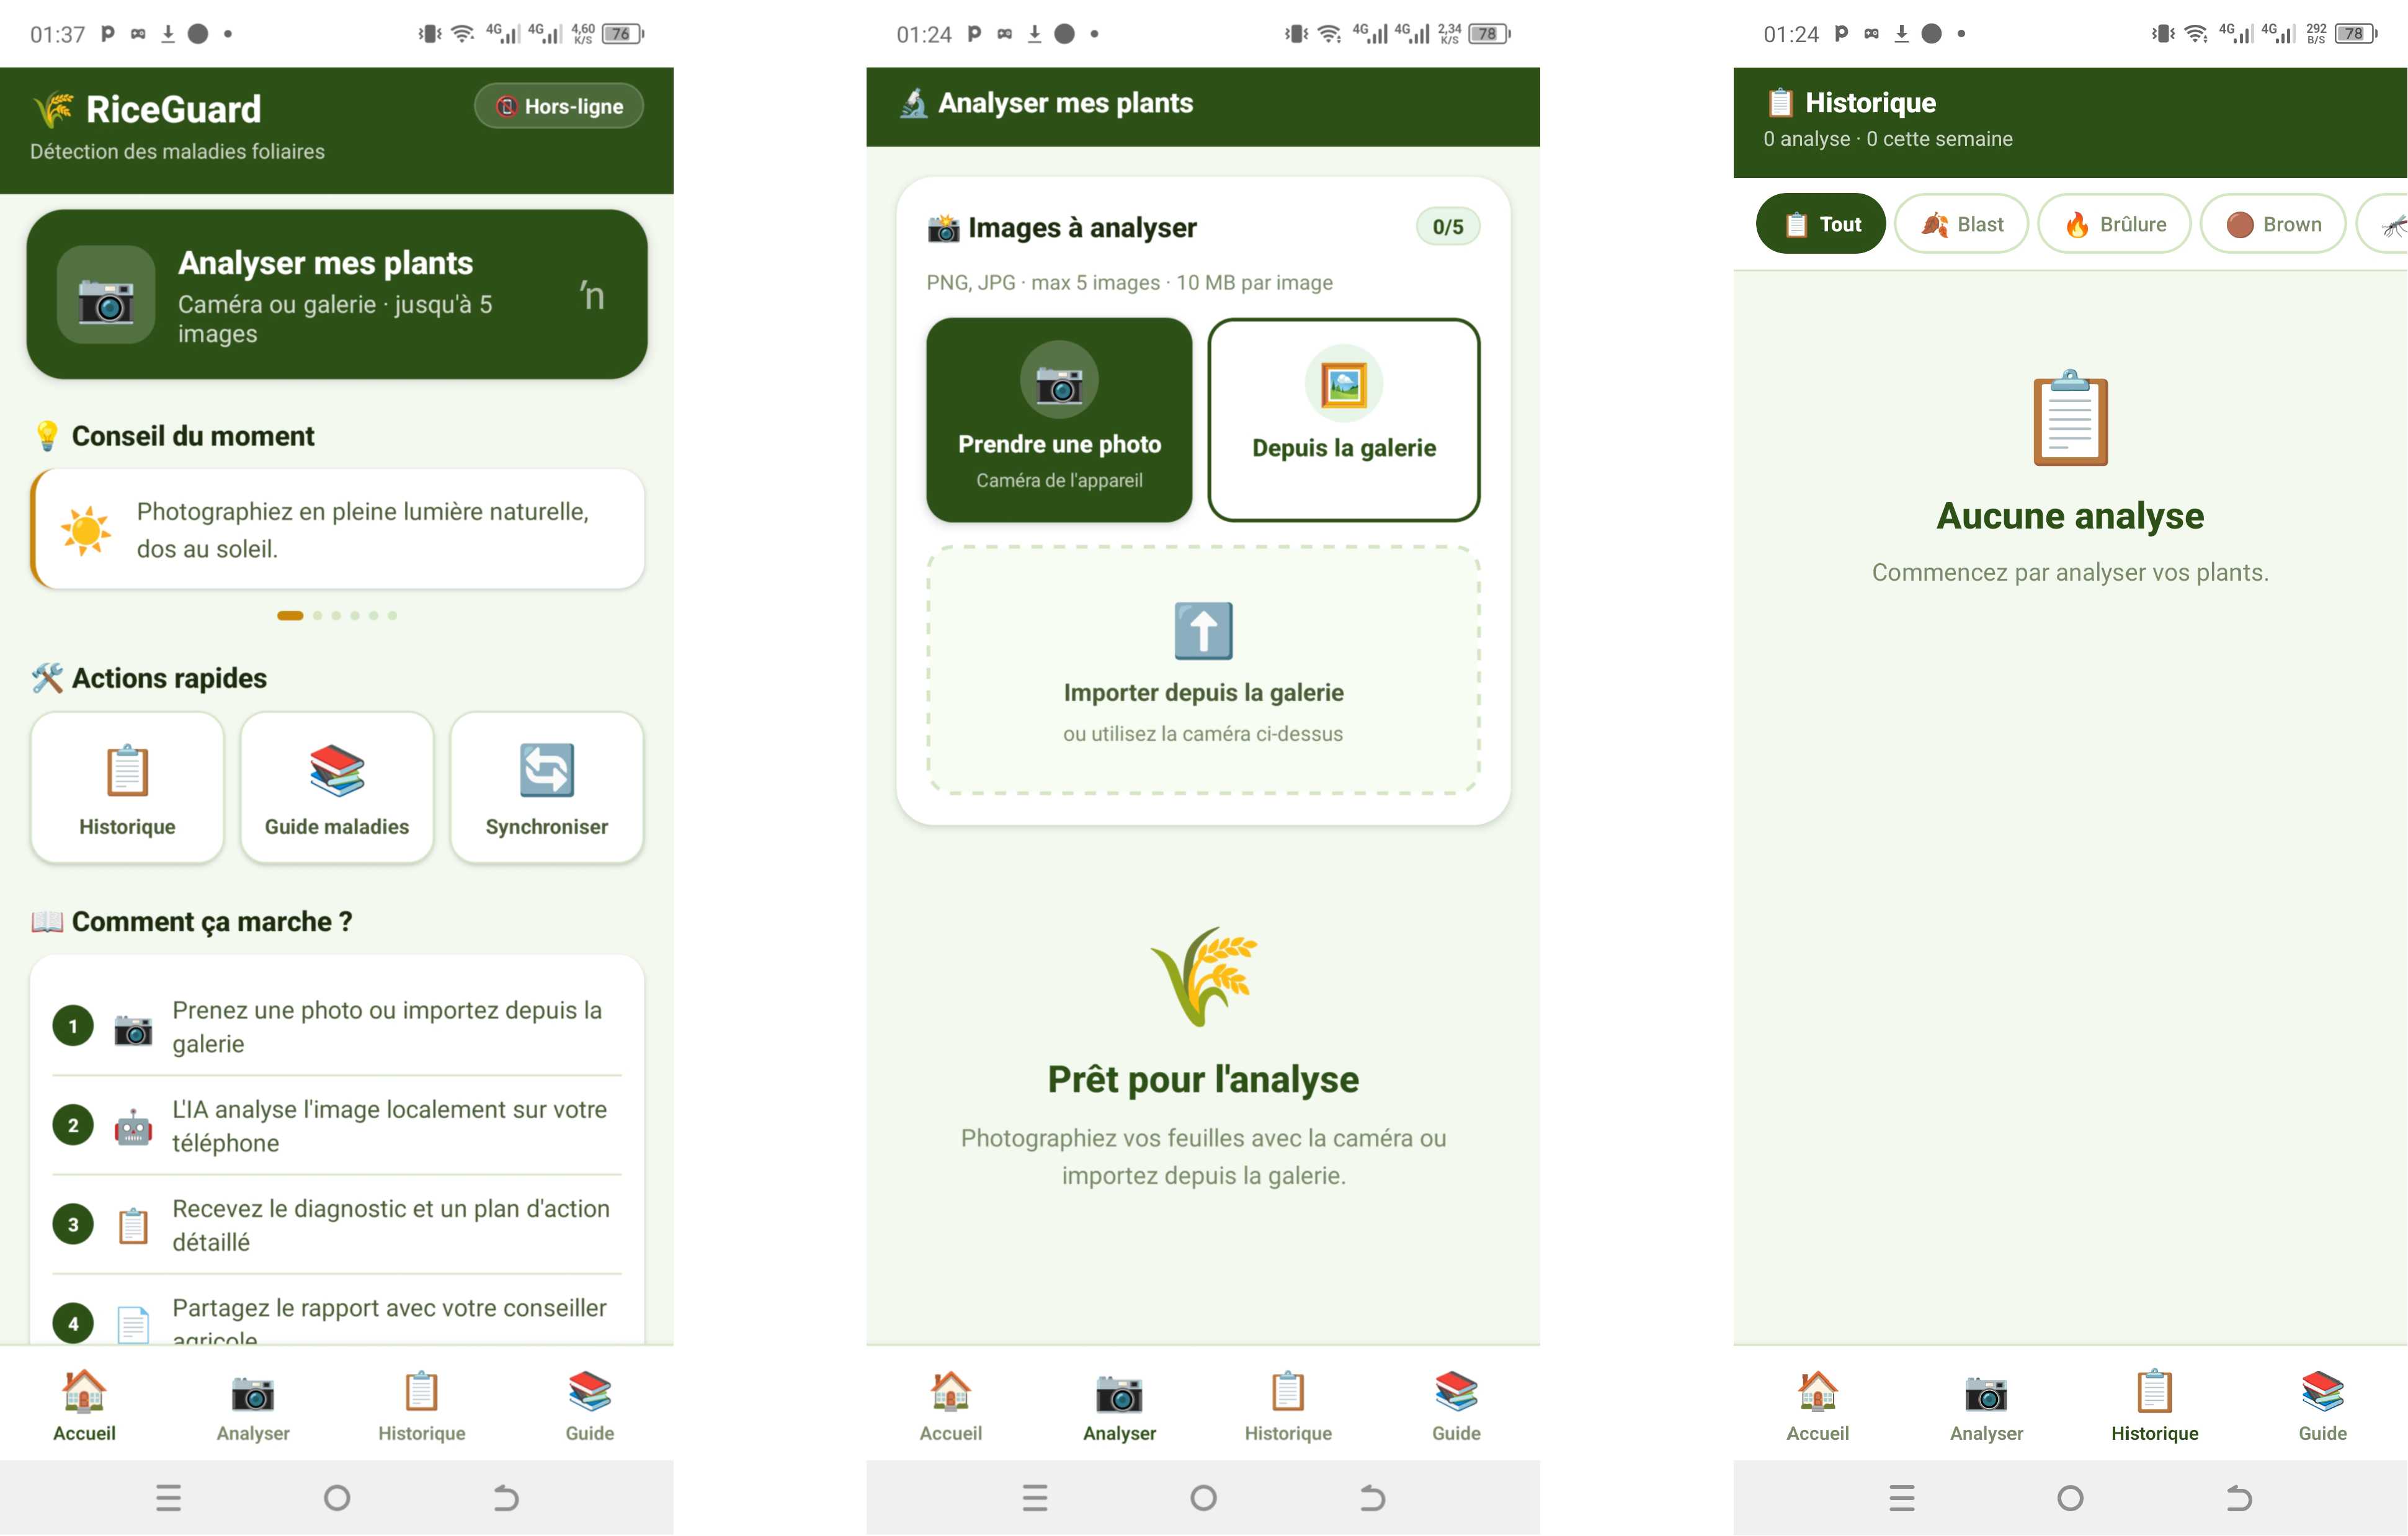 01:37
4G 4G 4,60 K/S 76
RiceGuard
Hors-ligne
Détection des maladies foliaires
Analyser mes plants
Caméra ou galerie · jusqu'à 5
images
’n
Conseil du moment
Photographiez en pleine lumière naturelle,
dos au soleil.
Actions rapides
Historique
Guide maladies
Synchroniser
Comment ça marche ?
1
Prenez une photo ou importez depuis la
galerie
2
L'IA analyse l'image localement sur votre
téléphone
3
Recevez le diagnostic et un plan d'action
détaillé
4
Partagez le rapport avec votre conseiller
agricole
Accueil
Analyser
Historique
Guide
01:24
4G 4G 2,34 K/S 78
Analyser mes plants
Images à analyser
0/5
PNG, JPG · max 5 images · 10 MB par image
Prendre une photo
Caméra de l'appareil
Depuis la galerie
Importer depuis la galerie
ou utilisez la caméra ci-dessus
Prêt pour l'analyse
Photographiez vos feuilles avec la caméra ou
importez depuis la galerie.
Accueil
Analyser
Historique
Guide
01:24
4G 4G 292 B/S 78
Historique
0 analyse · 0 cette semaine
Tout
Blast
Brûlure
Brown
Aucune analyse
Commencez par analyser vos plants.
Accueil
Analyser
Historique
Guide